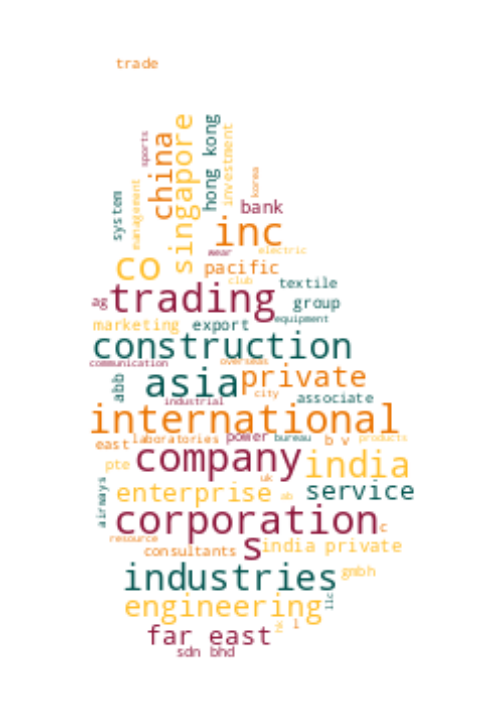 trade
sports
china
singapore
hong kong
investment
korea
system
management
bank
inc
wear
electric
co
pacific
club
textile
ag
trading
group
equipment
marketing
export
construction
communication
overseas
abb
asia
private
city
industrial
associate
international
east
laboratories
power
bureau
b v
products
pte
company
india
uk
airways
enterprise
ab
service
corporation
c
resource
consultants
s
india private
industries
gmbh
engineering
llc
l
far east
sdn bhd